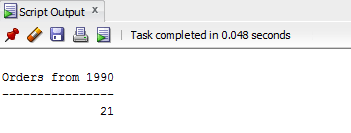 Script Output x
Task completed in 0.048 seconds
Orders from 1990
----------------
21